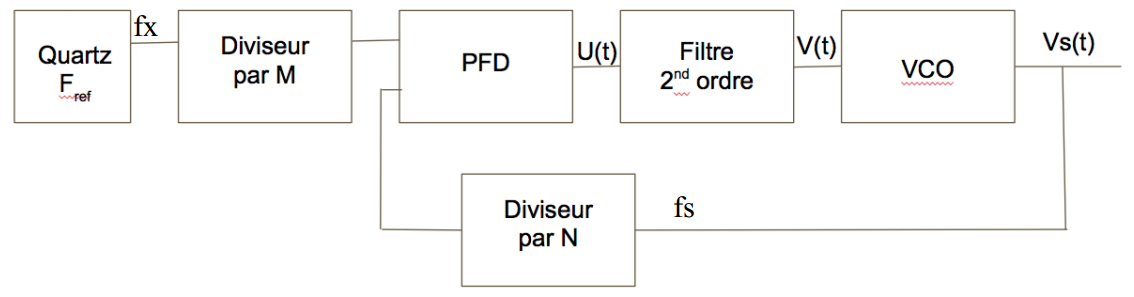 fx
Quartz
Fref
Diviseur
par M
PFD
U(t)
Filtre
2nd ordre
V(t)
VCO
Vs(t)
Diviseur
par N
fs